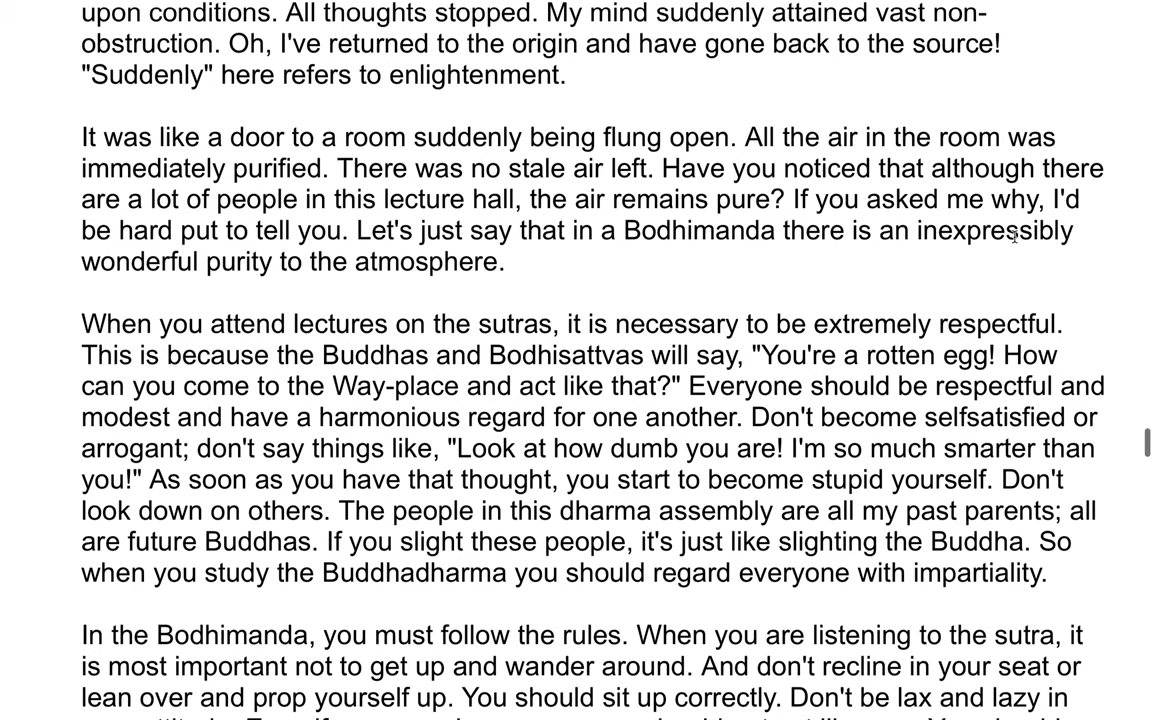 upon conditions. All thoughts stopped. My mind suddenly attained vast non-
obstruction. Oh, I've returned to the origin and have gone back to the source!
"Suddenly" here refers to enlightenment.
It was like a door to a room suddenly being flung open. All the air in the room was
immediately purified. There was no stale air left. Have you noticed that although there
are a lot of people in this lecture hall, the air remains pure? If you asked me why, I'd
be hard put to tell you. Let's just say that in a Bodhimanda there is an inexpressibly
wonderful purity to the atmosphere.
When you attend lectures on the sutras, it is necessary to be extremely respectful.
This is because the Buddhas and Bodhisattvas will say, "You're a rotten egg! How
can you come to the Way-place and act like that?" Everyone should be respectful and
modest and have a harmonious regard for one another. Don't become selfsatisfied or
arrogant; don't say things like, "Look at how dumb you are! I'm so much smarter than
you!" As soon as you have that thought, you start to become stupid yourself. Don't
look down on others. The people in this dharma assembly are all my past parents; all
are future Buddhas. If you slight these people, it's just like slighting the Buddha. So
when you study the Buddhadharma you should regard everyone with impartiality.
In the Bodhimanda, you must follow the rules. When you are listening to the sutra, it
is most important not to get up and wander around. And don't recline in your seat or
lean over and prop yourself up. You should sit up correctly. Don't be lax and lazy in